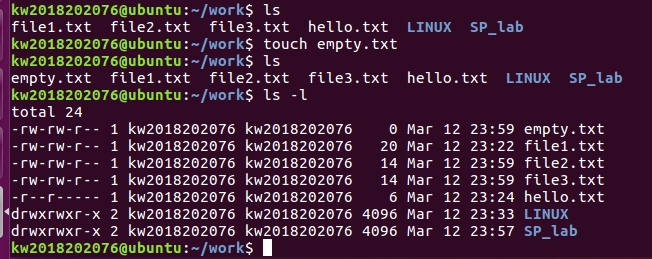 kw2018202076@ubuntu:~/work$ ls
file1.txt  file2.txt  file3.txt  hello.txt  LINUX  SP_lab
kw2018202076@ubuntu:~/work$ touch empty.txt
kw2018202076@ubuntu:~/work$ ls
empty.txt  file1.txt  file2.txt  file3.txt  hello.txt  LINUX  SP_lab
kw2018202076@ubuntu:~/work$ ls -l
total 24
-rw-rw-r-- 1 kw2018202076 kw2018202076    0 Mar 12 23:59 empty.txt
-rw-rw-r-- 1 kw2018202076 kw2018202076   20 Mar 12 23:22 file1.txt
-rw-rw-r-- 1 kw2018202076 kw2018202076   14 Mar 12 23:59 file2.txt
-rw-rw-r-- 1 kw2018202076 kw2018202076   14 Mar 12 23:59 file3.txt
-r--r----- 1 kw2018202076 kw2018202076    6 Mar 12 23:24 hello.txt
drwxrwxr-x 2 kw2018202076 kw2018202076 4096 Mar 12 23:33 LINUX
drwxrwxr-x 2 kw2018202076 kw2018202076 4096 Mar 12 23:57 SP_lab
kw2018202076@ubuntu:~/work$